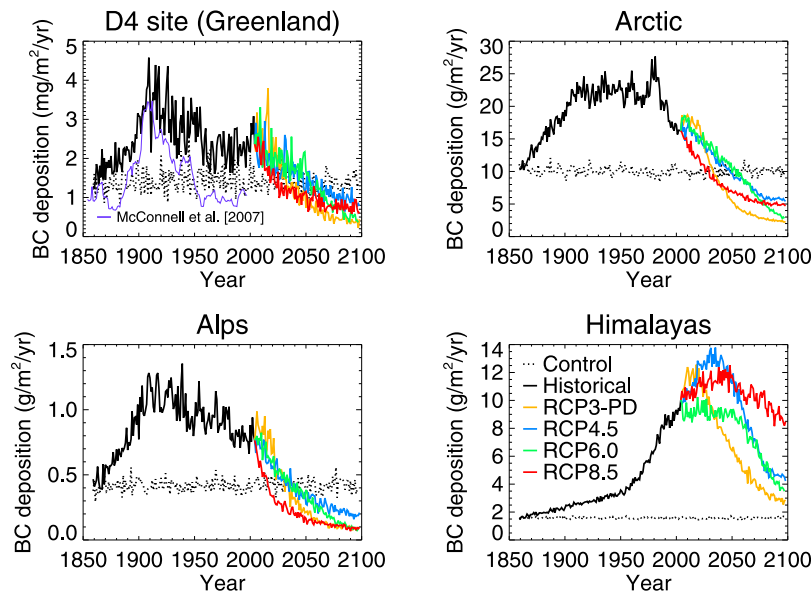 D4 site (Greenland)
BC deposition (mg/m²/yr)
5
4
3
2
1
0
McConnell et al. [2007]
1850 1900 1950 2000 2050 2100
Year
Arctic
BC deposition (g/m²/yr)
30
25
20
15
10
5
0
1850 1900 1950 2000 2050 2100
Year
Alps
BC deposition (g/m²/yr)
1.5
1.0
0.5
0.0
1850 1900 1950 2000 2050 2100
Year
Himalayas
BC deposition (g/m²/yr)
14
12
10
8
6
4
2
0
Control
Historical
RCP3-PD
RCP4.5
RCP6.0
RCP8.5
1850 1900 1950 2000 2050 2100
Year